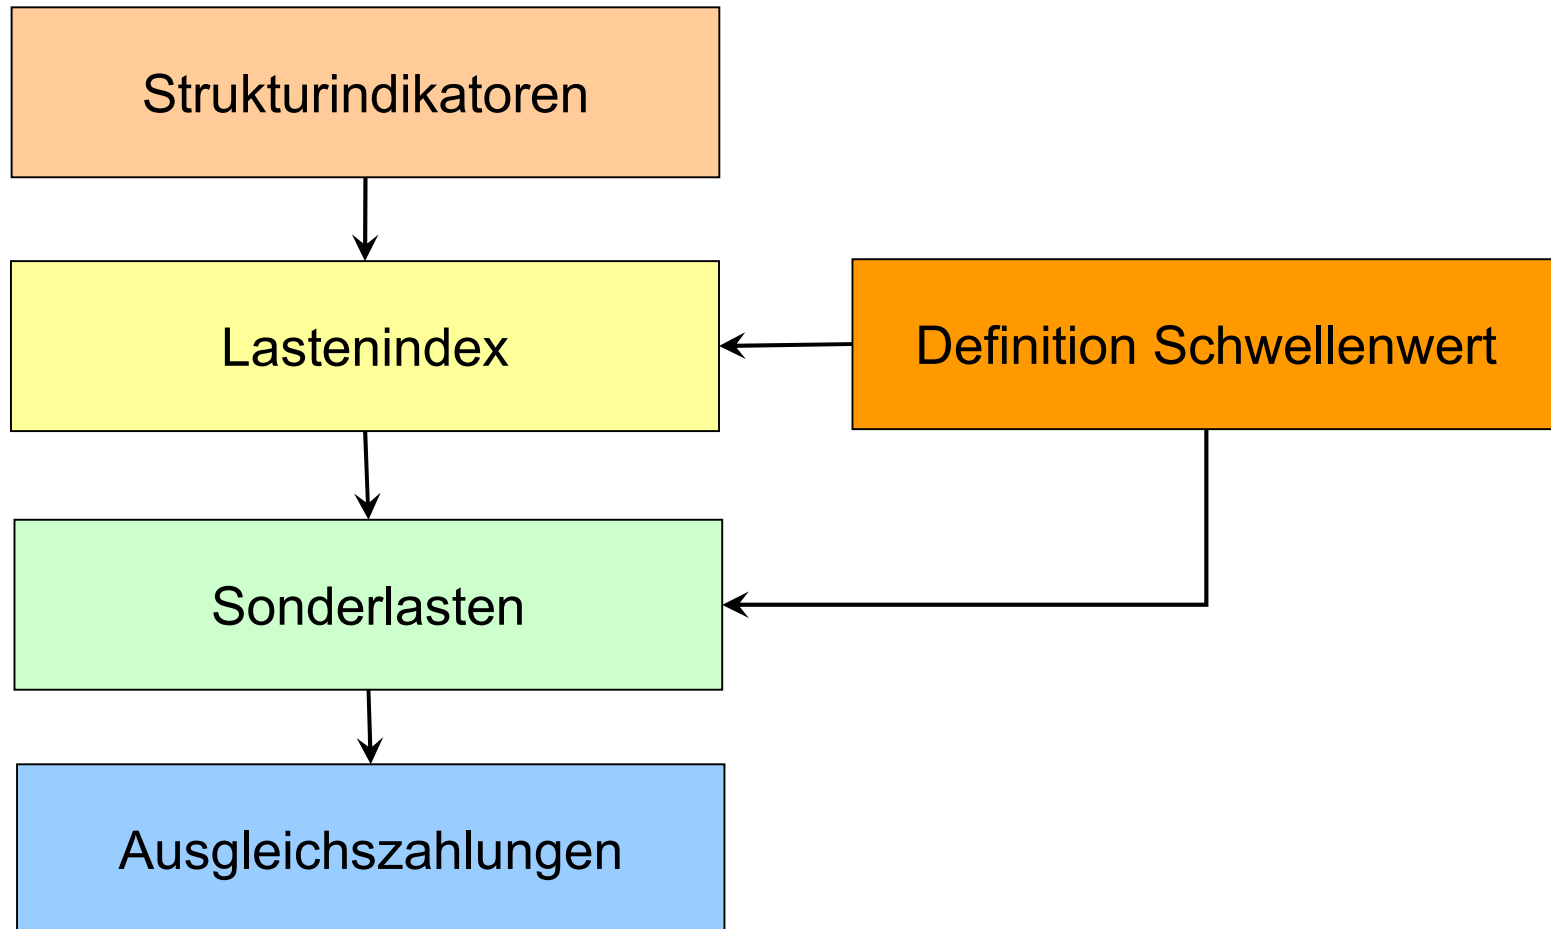 Strukturindikatoren
Lastenindex
Definition Schwellenwert
Sonderlasten
Ausgleichszahlungen